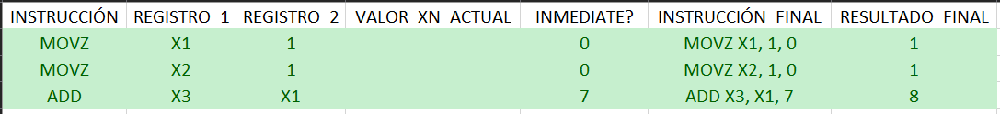 INSTRUCCIÓN REGISTRO_1 REGISTRO_2 VALOR_XN_ACTUAL INMEDIATE? INSTRUCCIÓN_FINAL RESULTADO_FINAL
MOVZ X1 1 0 MOVZ X1, 1, 0 1
MOVZ X2 1 0 MOVZ X2, 1, 0 1
ADD X3 X1 7 ADD X3, X1, 7 8